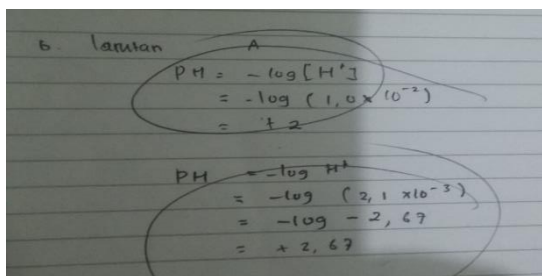 6. larutan A
PH = -log [H⁺]
= -log (1,0 x 10⁻²)
= +2
PH = -log H⁺
= -log (2,1 x10⁻³)
= -log - 2,67
= + 2,67